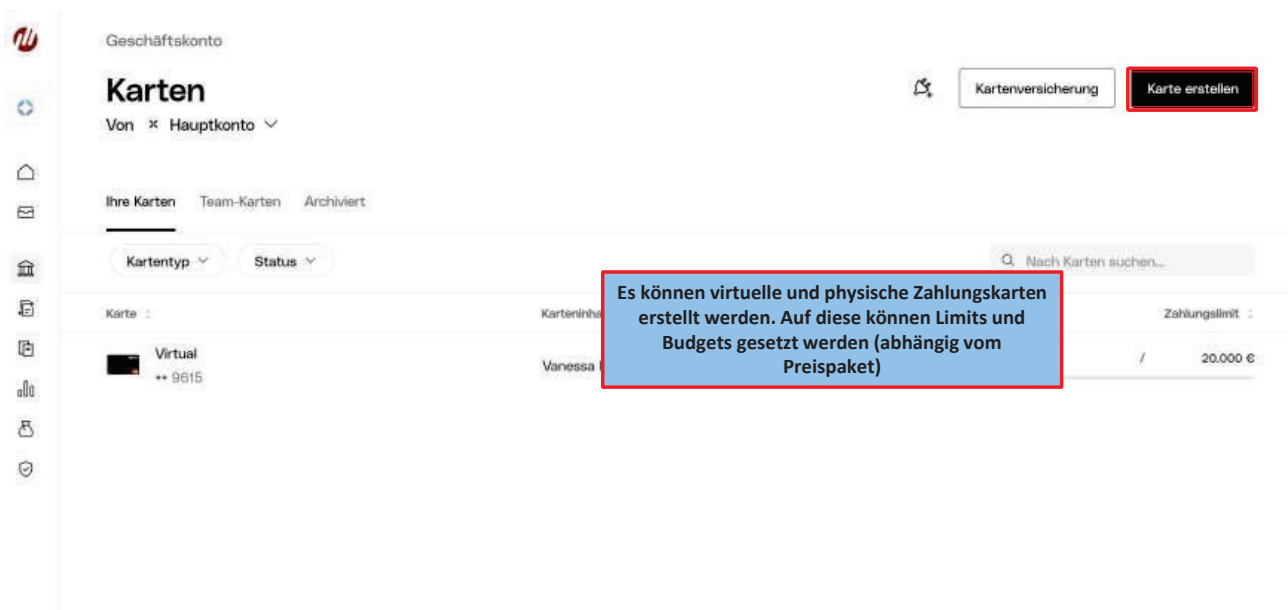 Geschäftskonto
Karten
Kartenversicherung
Karte erstellen
Von Hauptkonto
Ihre Karten Team-Karten Archiviert
Kartentyp Status
Nach Karten suchen...
Es können virtuelle und physische Zahlungskarten
erstellt werden. Auf diese können Limits und
Budgets gesetzt werden (abhängig vom
Preispaket)
Karte
Zahlungslimit
Virtual
•• 9615
Vanessa
/ 20.000 €